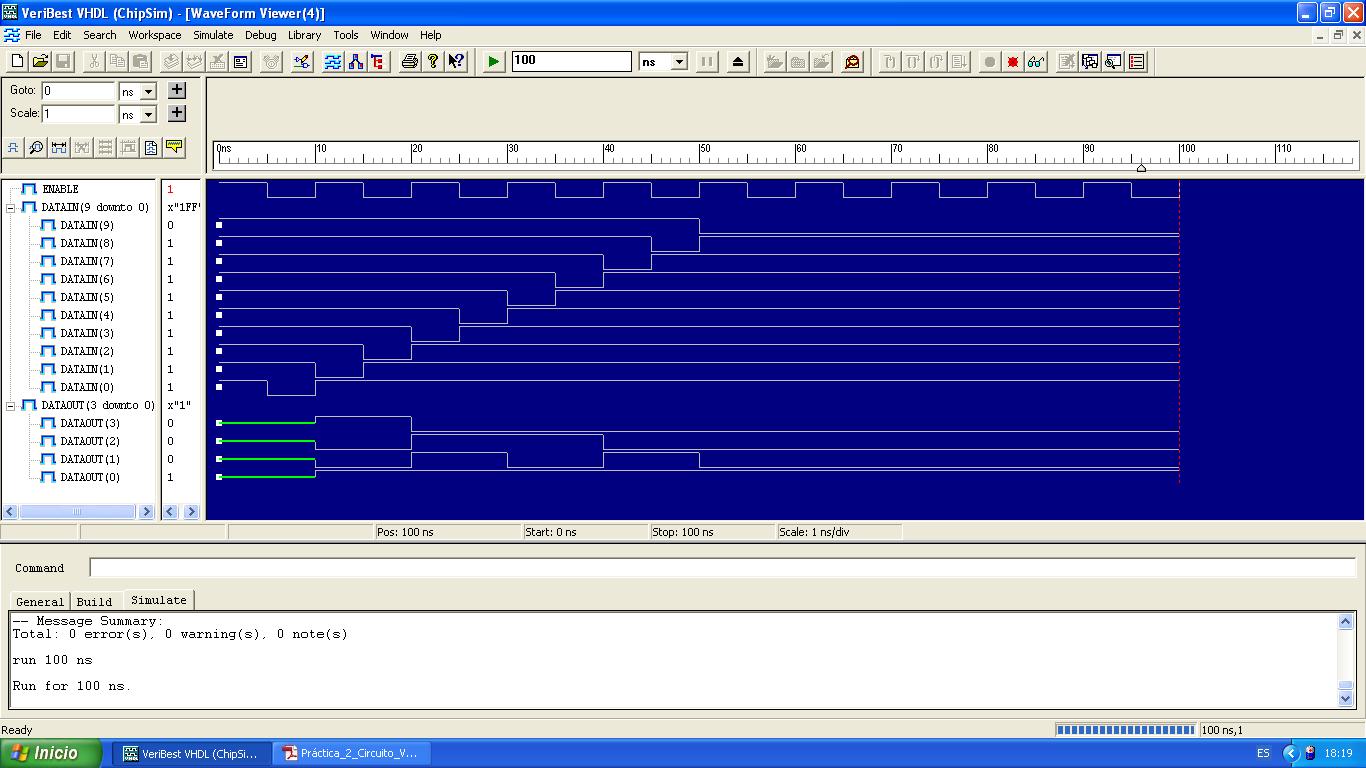 VeriBest VHDL (ChipSim) - [WaveForm Viewer(4)]
File Edit Search Workspace Simulate Debug Library Tools Window Help
100 ns
Goto: 0 ns
Scale: 1 ns
0ns |10 |20 |30 |40 |50 |60 |70 |80 |90 |100 |110
ENABLE 1
DATAIN(9 downto 0) x"1FF'
DATAIN(9) 0
DATAIN(8) 1
DATAIN(7) 1
DATAIN(6) 1
DATAIN(5) 1
DATAIN(4) 1
DATAIN(3) 1
DATAIN(2) 1
DATAIN(1) 1
DATAIN(0) 1
DATAOUT(3 downto 0) x"1"
DATAOUT(3) 0
DATAOUT(2) 0
DATAOUT(1) 0
DATAOUT(0) 1
Pos: 100 ns Start: 0 ns Stop: 100 ns Scale: 1 ns/div
Command
General Build Simulate
-- Message Summary:
Total: 0 error(s), 0 warning(s), 0 note(s)
run 100 ns
Run for 100 ns.
Ready 100 ns,1
Inicio VeriBest VHDL (ChipSi... Práctica_2_Circuito_V... ES 18:19